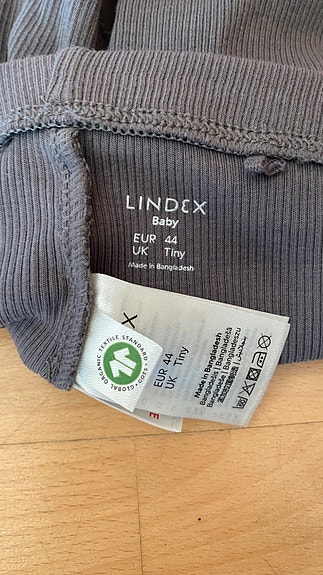 LINDEX
Baby
EUR 44
UK Tiny
Made in Bangladesh
GLOBAL ORGANIC TEXTILE STANDARD · GOTS ·
X
EUR 44
UK Tiny
Made in Bangladesh
E